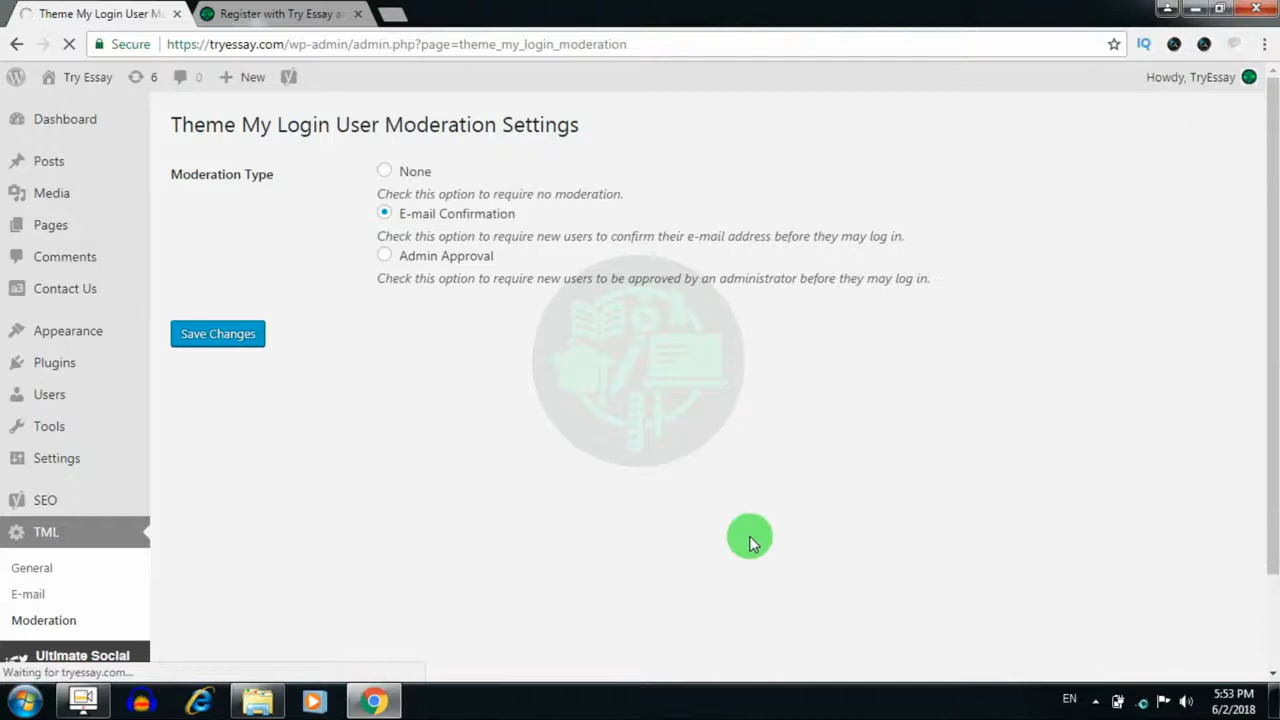 Theme My Login User M
Register with Try Essay a
Secure
https://tryessay.com/wp-admin/admin.php?page=theme_my_login_moderation
IQ
Try Essay
6
0
New
Howdy, TryEssay
Dashboard
Posts
Media
Pages
Comments
Contact Us
Appearance
Plugins
Users
Tools
Settings
SEO
TML
General
E-mail
Moderation
Ultimate Social
Theme My Login User Moderation Settings
Moderation Type
None
Check this option to require no moderation.
E-mail Confirmation
Check this option to require new users to confirm their e-mail address before they may log in.
Admin Approval
Check this option to require new users to be approved by an administrator before they may log in.
Save Changes
Waiting for tryessay.com...
EN
5:53 PM
6/2/2018